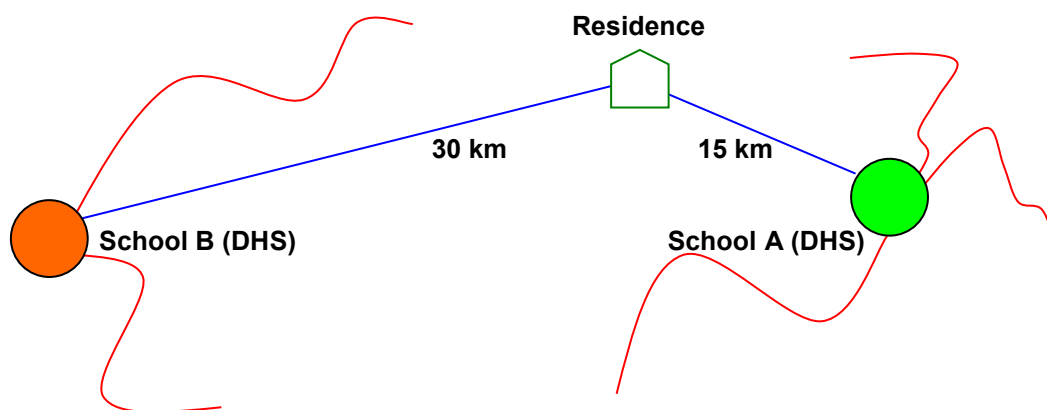 Residence
30 km
15 km
School B (DHS)
School A (DHS)